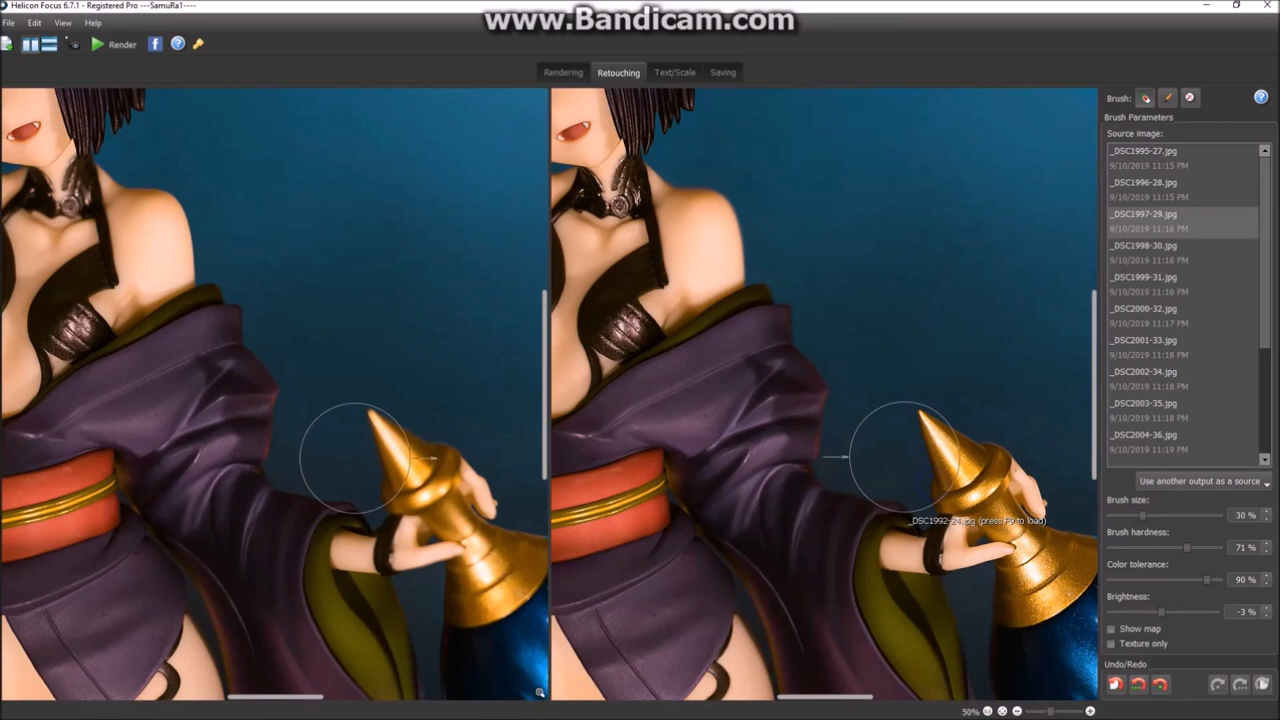 Helicon Focus 6.7.1 - Registered Pro ---SamuRa1----
www.Bandicam.com
File Edit View Help
Render
Rendering Retouching Text/Scale Saving
Brush:
Brush Parameters
Source image:
_DSC1995-27.jpg
9/10/2019 11:15 PM
_DSC1996-28.jpg
9/10/2019 11:15 PM
_DSC1997-29.jpg
9/10/2019 11:16 PM
_DSC1998-30.jpg
9/10/2019 11:16 PM
_DSC1999-31.jpg
9/10/2019 11:16 PM
_DSC2000-32.jpg
9/10/2019 11:17 PM
_DSC2001-33.jpg
9/10/2019 11:18 PM
_DSC2002-34.jpg
9/10/2019 11:18 PM
_DSC2003-35.jpg
9/10/2019 11:18 PM
_DSC2004-36.jpg
9/10/2019 11:19 PM
Use another output as a source
Brush size:
30 %
Brush hardness:
71 %
Color tolerance:
90 %
Brightness:
-3 %
Show map
Texture only
Undo/Redo
_DSC1992-24.jpg (press F9 to load)
50%